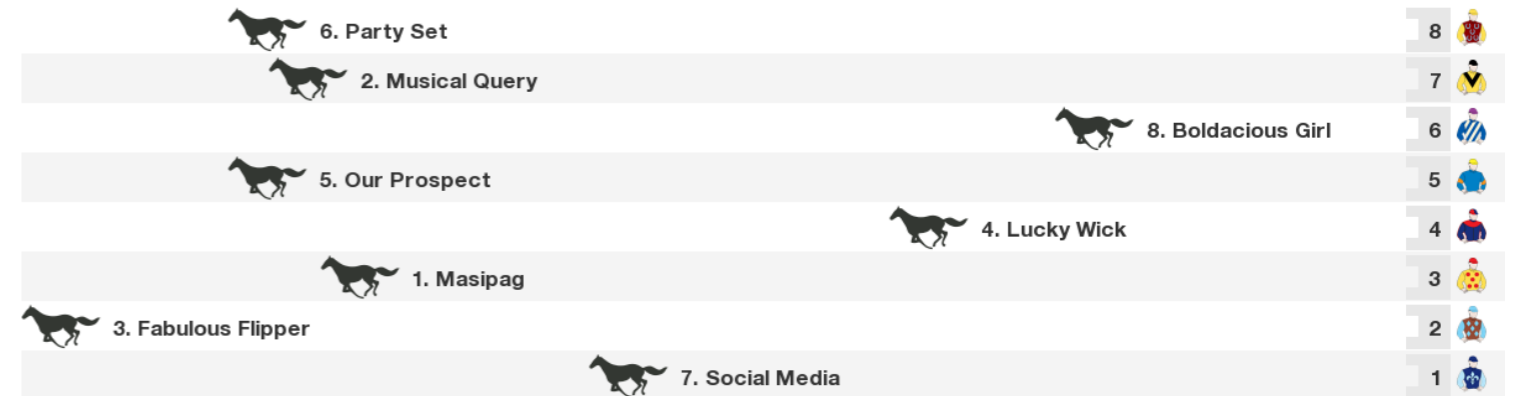 6. Party Set 8
2. Musical Query 7
8. Boldacious Girl 6
5. Our Prospect 5
4. Lucky Wick 4
1. Masipag 3
3. Fabulous Flipper 2
7. Social Media 1